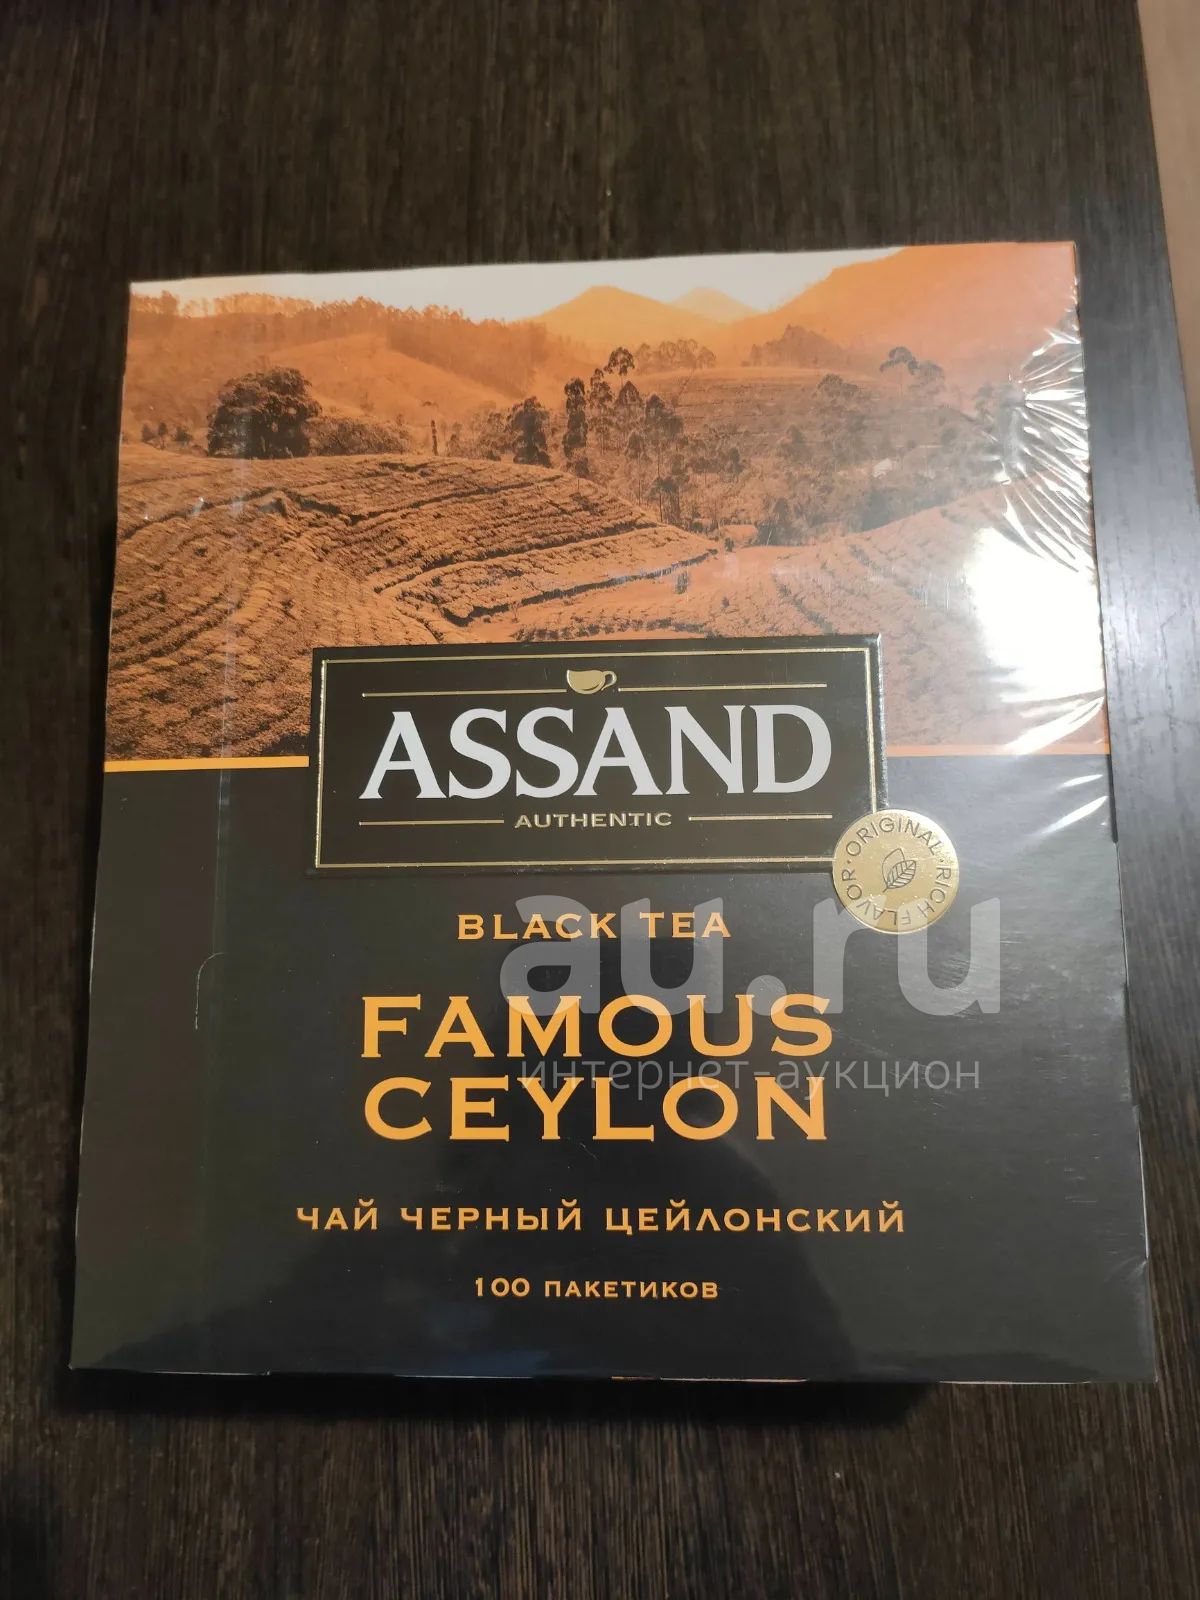 ASSAND
AUTHENTIC
ORIGINAL · RICH FLAVOR ·
BLACK TEA
au.ru
FAMOUS
интернет-аукцион
CEYLON
ЧАЙ ЧЕРНЫЙ ЦЕЙЛОНСКИЙ
100 ПАКЕТИКОВ